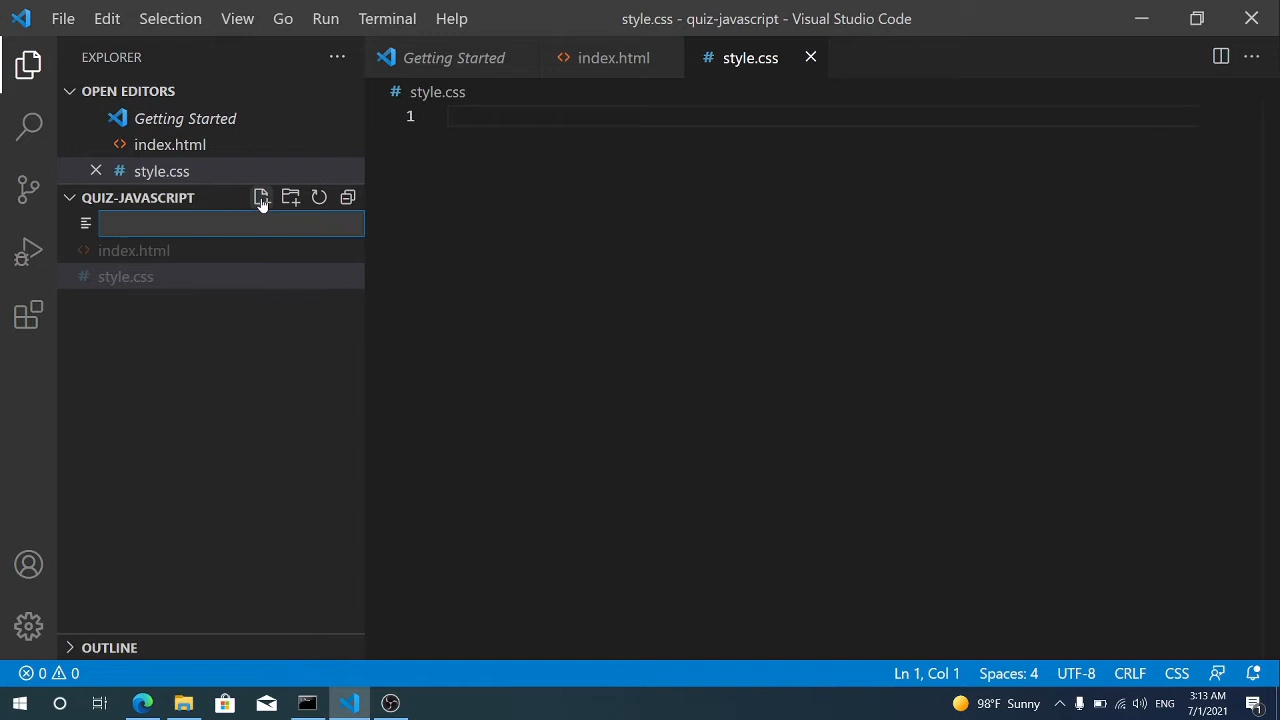 File Edit Selection View Go Run Terminal Help style.css - quiz-javascript - Visual Studio Code
EXPLORER
Getting Started index.html # style.css
OPEN EDITORS
# style.css
Getting Started
1
index.html
# style.css
QUIZ-JAVASCRIPT
index.html
# style.css
OUTLINE
0 0 Ln 1, Col 1 Spaces: 4 UTF-8 CRLF CSS
98°F Sunny ENG 3:13 AM
7/1/2021 1